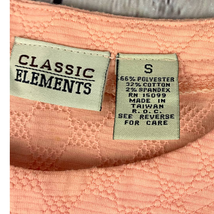 CLASSIC
ELEMENTS
S
66% POLYESTER
32% COTTON
2% SPANDEX
RN 15099
MADE IN
TAIWAN
R.O.C.
SEE REVERSE
FOR CARE